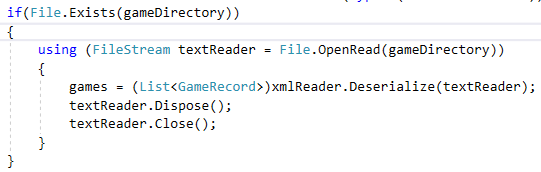 if(File.Exists(gameDirectory))
{
using (FileStream textReader = File.OpenRead(gameDirectory))
{
games = (List<GameRecord>)xmlReader.Deserialize(textReader);
textReader.Dispose();
textReader.Close();
}
}